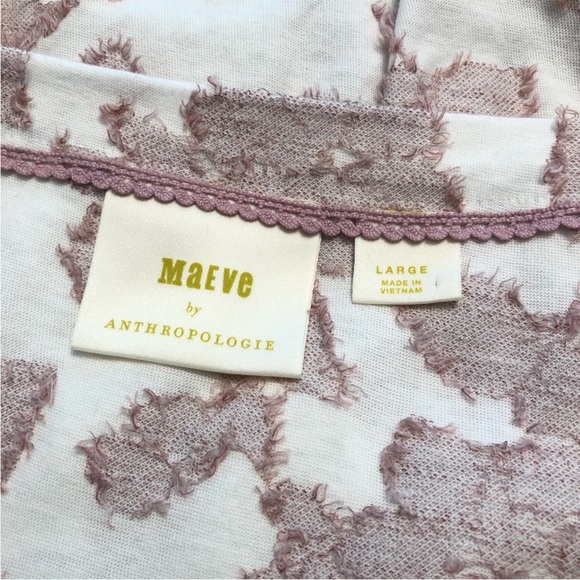 MaEve
by
ANTHROPOLOGIE
LARGE
MADE IN
VIETNAM